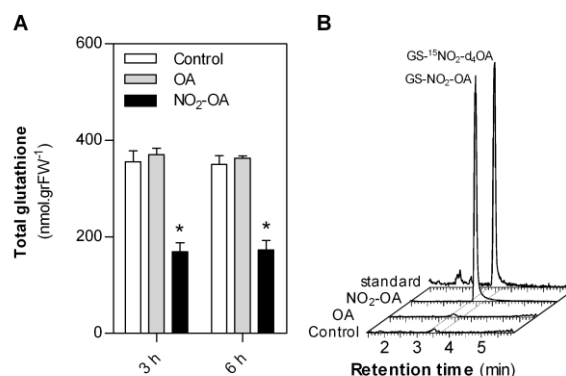 A
B
600
400
200
0
Total glutathione
(nmol.grFW⁻¹)
Control
OA
NO₂-OA
*
*
3 h
6 h
GS-¹⁵NO₂-d₄OA
GS-NO₂-OA
standard
NO₂-OA
OA
Control
2 3 4 5
Retention time (min)